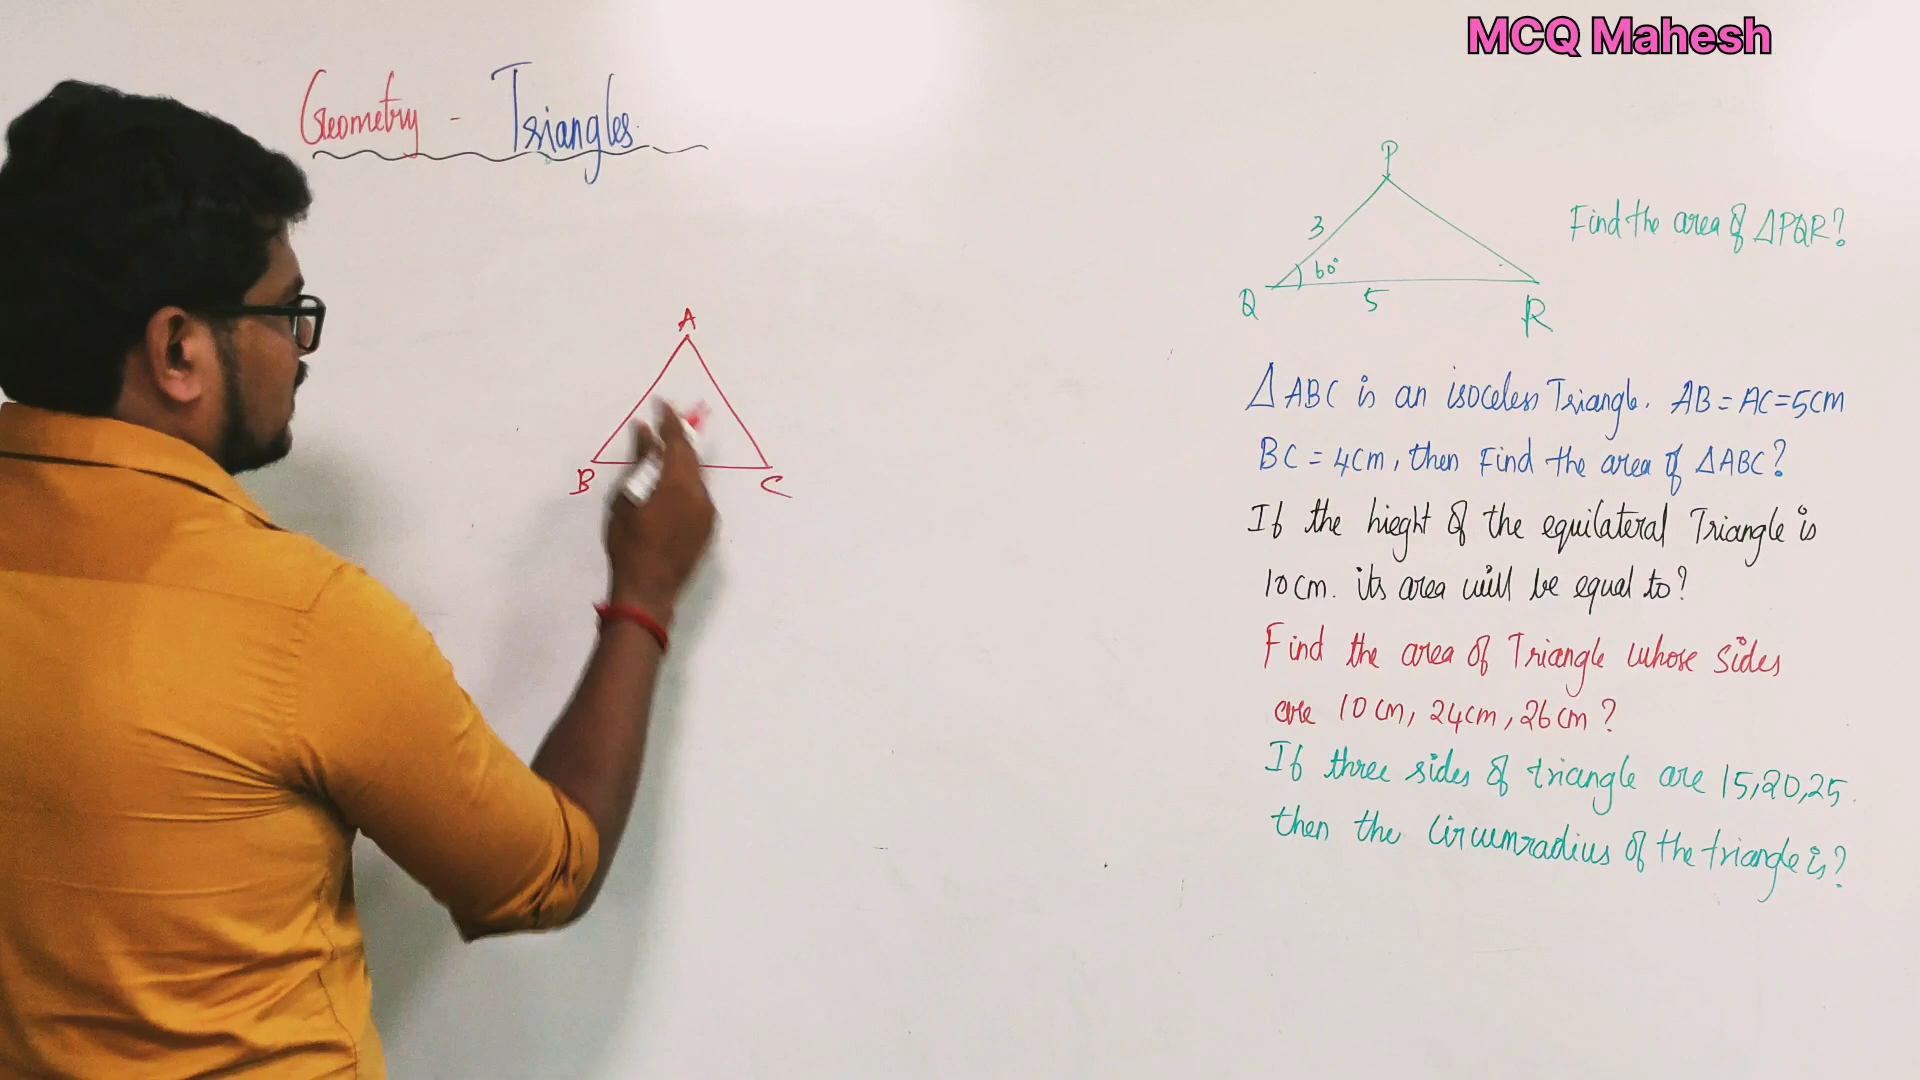 MCQ Mahesh
Geometry - Triangles.
A
B
C
P
3
60°
Q
5
R
Find the area of ΔPQR?
ΔABC is an isoceless Triangle. AB = AC = 5cm
BC = 4cm, then Find the area of ΔABC?
If the hieght of the equilateral Triangle is
10cm. its area will be equal to?
Find the area of Triangle whose sides
are 10cm, 24cm, 26cm?
If three sides of triangle are 15,20,25.
then the Circumradius of the triangle is?